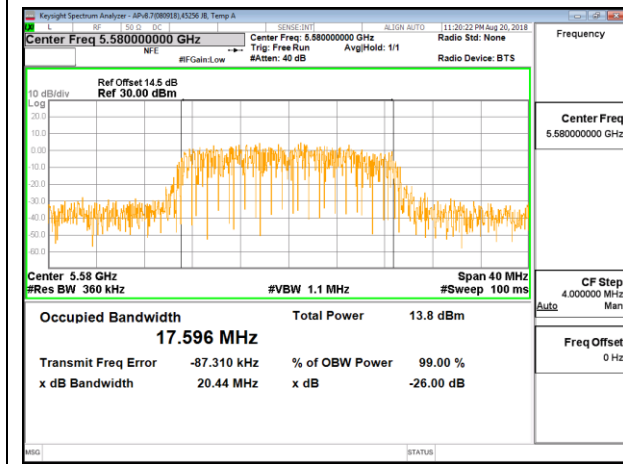 Keysight Spectrum Analyzer - APv8.7(080918),45256 JB, Temp A
L RF 50 Ω DC SENSE:INT ALIGN AUTO 11:20:22 PM Aug 20, 2018
Center Freq 5.580000000 GHz
NFE
#IFGain:Low
Center Freq: 5.580000000 GHz
Trig: Free Run Avg|Hold: 1/1
#Atten: 40 dB
Radio Std: None
Radio Device: BTS
Frequency
Ref Offset 14.5 dB
10 dB/div Ref 30.00 dBm
Log
20.0
10.0
0.00
-10.0
-20.0
-30.0
-40.0
-50.0
-60.0
Center Freq
5.580000000 GHz
Center 5.58 GHz Span 40 MHz
#Res BW 360 kHz #VBW 1.1 MHz #Sweep 100 ms
CF Step
4.000000 MHz
Auto Man
Occupied Bandwidth Total Power 13.8 dBm
17.596 MHz
Transmit Freq Error -87.310 kHz % of OBW Power 99.00 %
x dB Bandwidth 20.44 MHz x dB -26.00 dB
Freq Offset
0 Hz
MSG STATUS